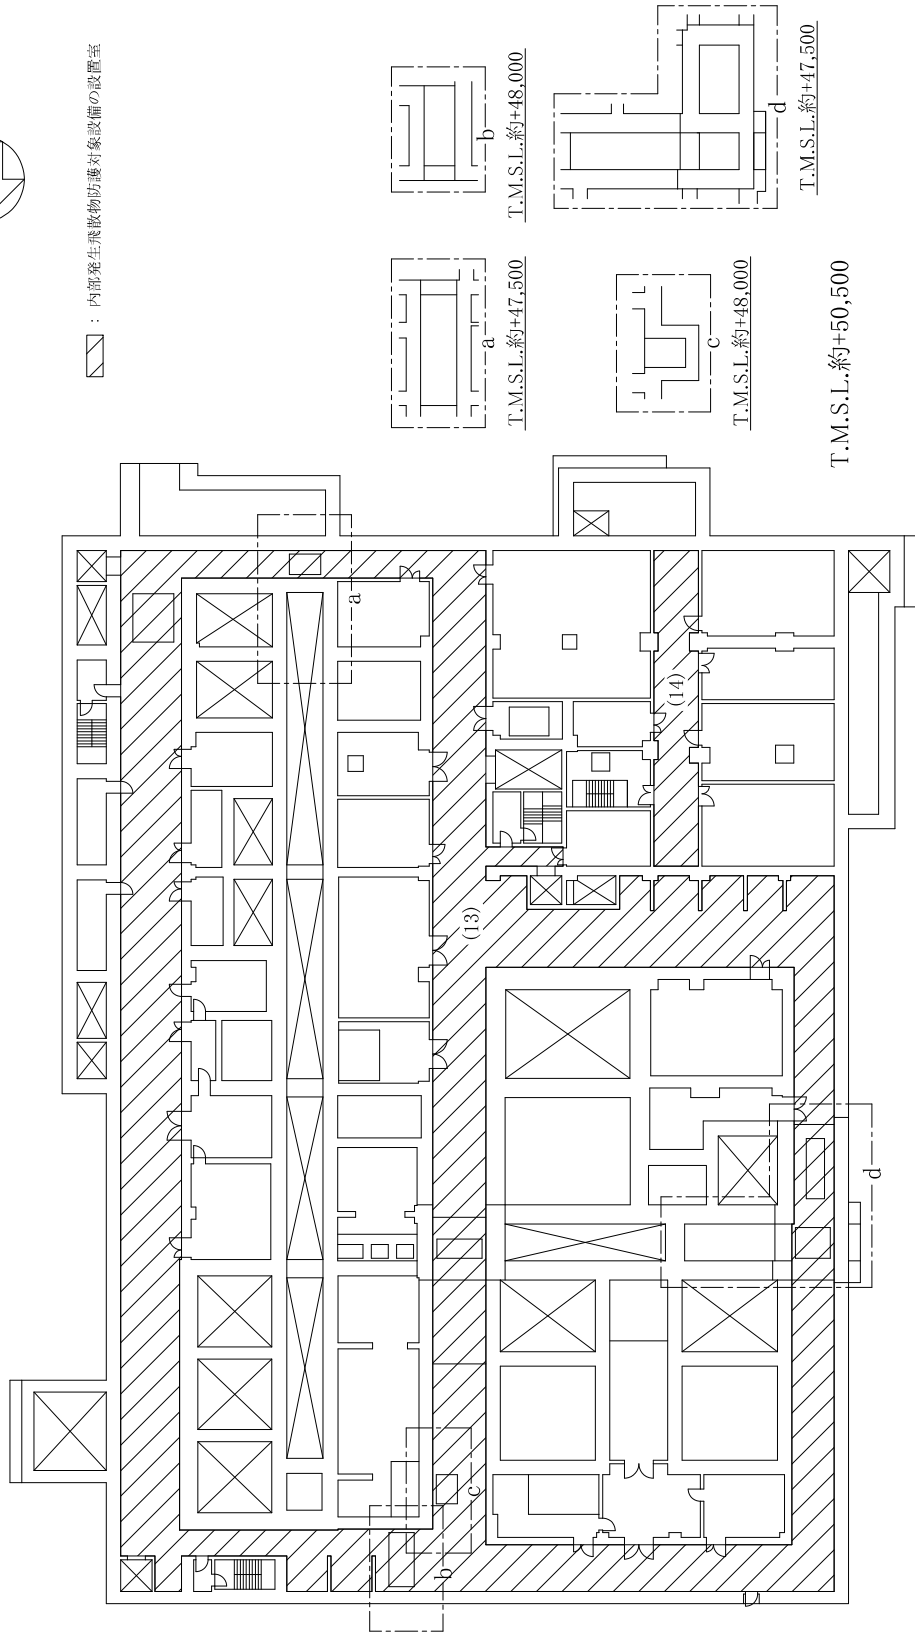 ： 内部発生飛散物防護対象設備の設置室
a
T.M.S.L.約+47,500
b
T.M.S.L.約+48,000
c
T.M.S.L.約+48,000
d
T.M.S.L.約+47,500
T.M.S.L.約+50,500
a
(14)
(13)
d
c
b